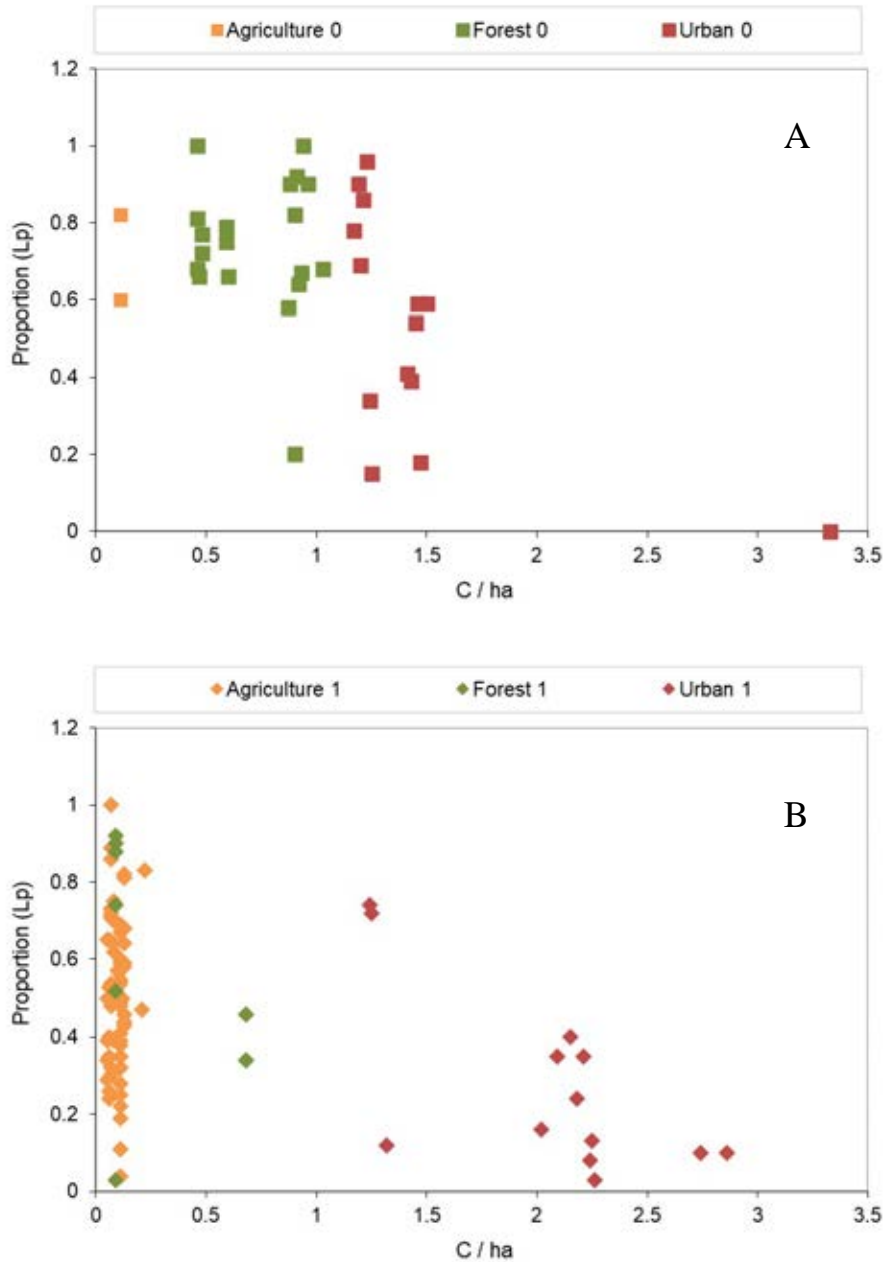 Agriculture 0 Forest 0 Urban 0
1.2
A
1
0.8
Proportion (Lp)
0.6
0.4
0.2
0
0 0.5 1 1.5 2 2.5 3 3.5
C / ha
Agriculture 1 Forest 1 Urban 1
1.2
B
1
0.8
Proportion (Lp)
0.6
0.4
0.2
0
0 0.5 1 1.5 2 2.5 3 3.5
C / ha